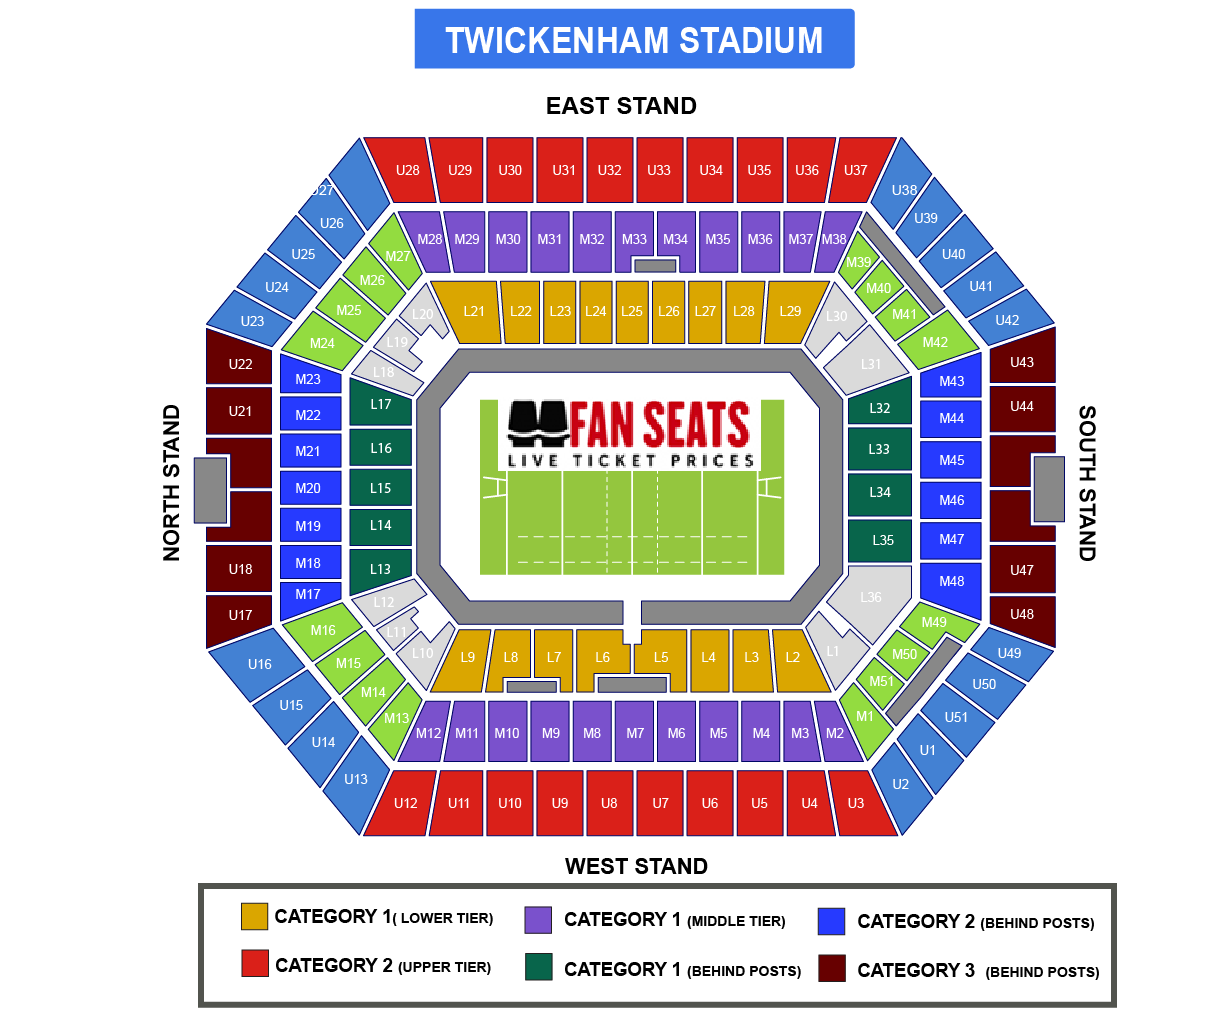 TWICKENHAM STADIUM
EAST STAND
U28 U29 U30 U31 U32 U33 U34 U35 U36 U37
U27 U38
U26 U39
U25 U40
U24 U41
U23 U42
M28 M29 M30 M31 M32 M33 M34 M35 M36 M37 M38
M27 M39
M26 M40
M25 M41
M24 M42
L20 L21 L22 L23 L24 L25 L26 L27 L28 L29 L30
L19
L18 L31
U22 M23 M43 U43
U21 M22 L17 L32 M44 U44
M21 L16 L33 M45
M20 L15 L34 M46
M19 L14 L35 M47
U18 M18 L13 M48 U47
U17 M17 L12 L36 U48
NORTH STAND
SOUTH STAND
FAN SEATS
LIVE TICKET PRICES
M16 L11 M49
L10 L9 L8 L7 L6 L5 L4 L3 L2 L1
U16 M15 M50 U49
M14 M51 U50
U15 M13 M1 U51
M12 M11 M10 M9 M8 M7 M6 M5 M4 M3 M2
U14 U1
U13 U2
U12 U11 U10 U9 U8 U7 U6 U5 U4 U3
WEST STAND
CATEGORY 1( LOWER TIER) CATEGORY 1 (MIDDLE TIER) CATEGORY 2 (BEHIND POSTS)
CATEGORY 2 (UPPER TIER) CATEGORY 1 (BEHIND POSTS) CATEGORY 3 (BEHIND POSTS)